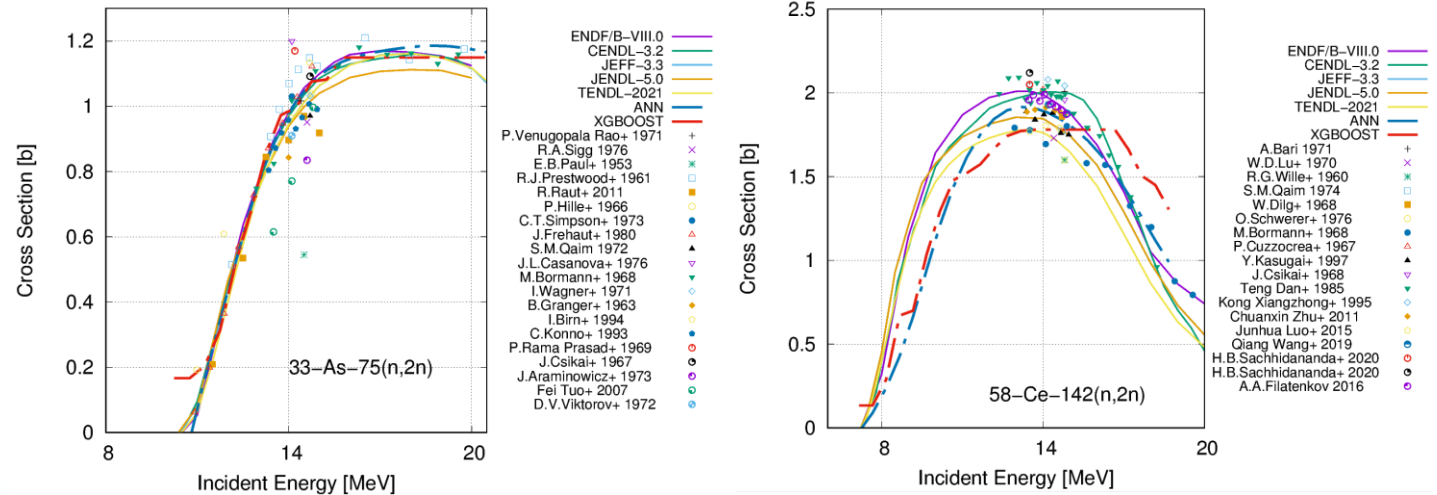 1.2
1
0.8
0.6
0.4
0.2
0
8
14
20
Cross Section [b]
Incident Energy [MeV]
33-As-75(n,2n)
ENDF/B-VIII.0
CENDL-3.2
JEFF-3.3
JENDL-5.0
TENDL-2021
ANN
XGBOOST
P.Venugopala Rao+ 1971
R.A.Sigg 1976
E.B.Paul+ 1953
R.J.Prestwood+ 1961
R.Raut+ 2011
P.Hille+ 1966
C.T.Simpson+ 1973
J.Frehaut+ 1980
S.M.Qaim 1972
J.L.Casanova+ 1976
M.Bormann+ 1968
I.Wagner+ 1971
B.Granger+ 1963
I.Birn+ 1994
C.Konno+ 1993
P.Rama Prasad+ 1969
J.Csikai+ 1967
J.Araminowicz+ 1973
Fei Tuo+ 2007
D.V.Viktorov+ 1972
2.5
2
1.5
1
0.5
0
8
14
20
Cross Section [b]
Incident Energy [MeV]
58-Ce-142(n,2n)
ENDF/B-VIII.0
CENDL-3.2
JEFF-3.3
JENDL-5.0
TENDL-2021
ANN
XGBOOST
A.Bari 1971
W.D.Lu+ 1970
R.G.Wille+ 1960
S.M.Qaim 1974
W.Dilg+ 1968
O.Schwerer+ 1976
M.Bormann+ 1968
P.Cuzzocrea+ 1967
Y.Kasugai+ 1997
J.Csikai+ 1968
Teng Dan+ 1985
Kong Xiangzhong+ 1995
Chuanxin Zhu+ 2011
Junhua Luo+ 2015
Qiang Wang+ 2019
H.B.Sachhidananda+ 2020
H.B.Sachhidananda+ 2020
A.A.Filatenkov 2016